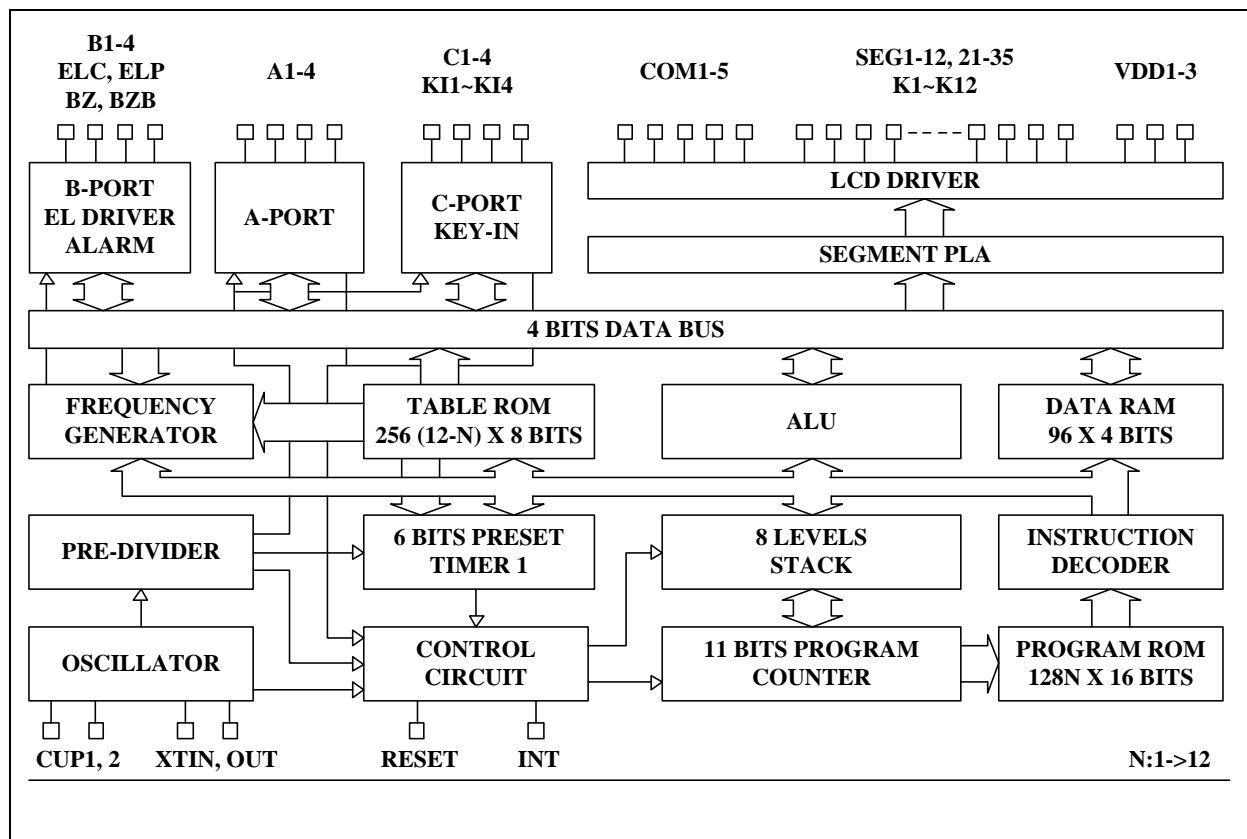 B1-4
ELC, ELP
BZ, BZB
A1-4
C1-4
KI1~KI4
COM1-5
SEG1-12, 21-35
K1~K12
VDD1-3
B-PORT
EL DRIVER
ALARM
A-PORT
C-PORT
KEY-IN
LCD DRIVER
SEGMENT PLA
4 BITS DATA BUS
FREQUENCY
GENERATOR
TABLE ROM
256 (12-N) X 8 BITS
ALU
DATA RAM
96 X 4 BITS
PRE-DIVIDER
6 BITS PRESET
TIMER 1
8 LEVELS
STACK
INSTRUCTION
DECODER
OSCILLATOR
CONTROL
CIRCUIT
11 BITS PROGRAM
COUNTER
PROGRAM ROM
128N X 16 BITS
CUP1, 2
XTIN, OUT
RESET
INT
N:1->12